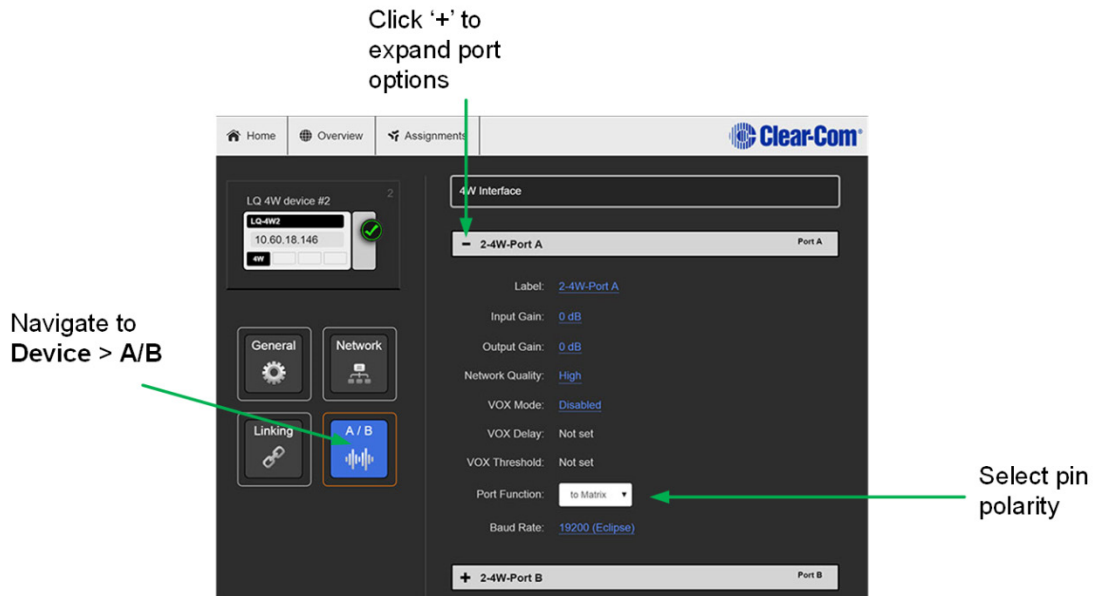 Click ‘+’ to
expand port
options
Home
Overview
Assignments
Clear-Com®
2
LQ 4W device #2
LQ-4W2
10.60.18.146
4W
4W Interface
− 2-4W-Port A Port A
Label: 2-4W-Port A
Input Gain: 0 dB
Output Gain: 0 dB
Network Quality: High
VOX Mode: Disabled
VOX Delay: Not set
VOX Threshold: Not set
Port Function: to Matrix
Baud Rate: 19200 (Eclipse)
+ 2-4W-Port B Port B
Navigate to
Device > A/B
General
Network
Linking
A / B
Select pin
polarity